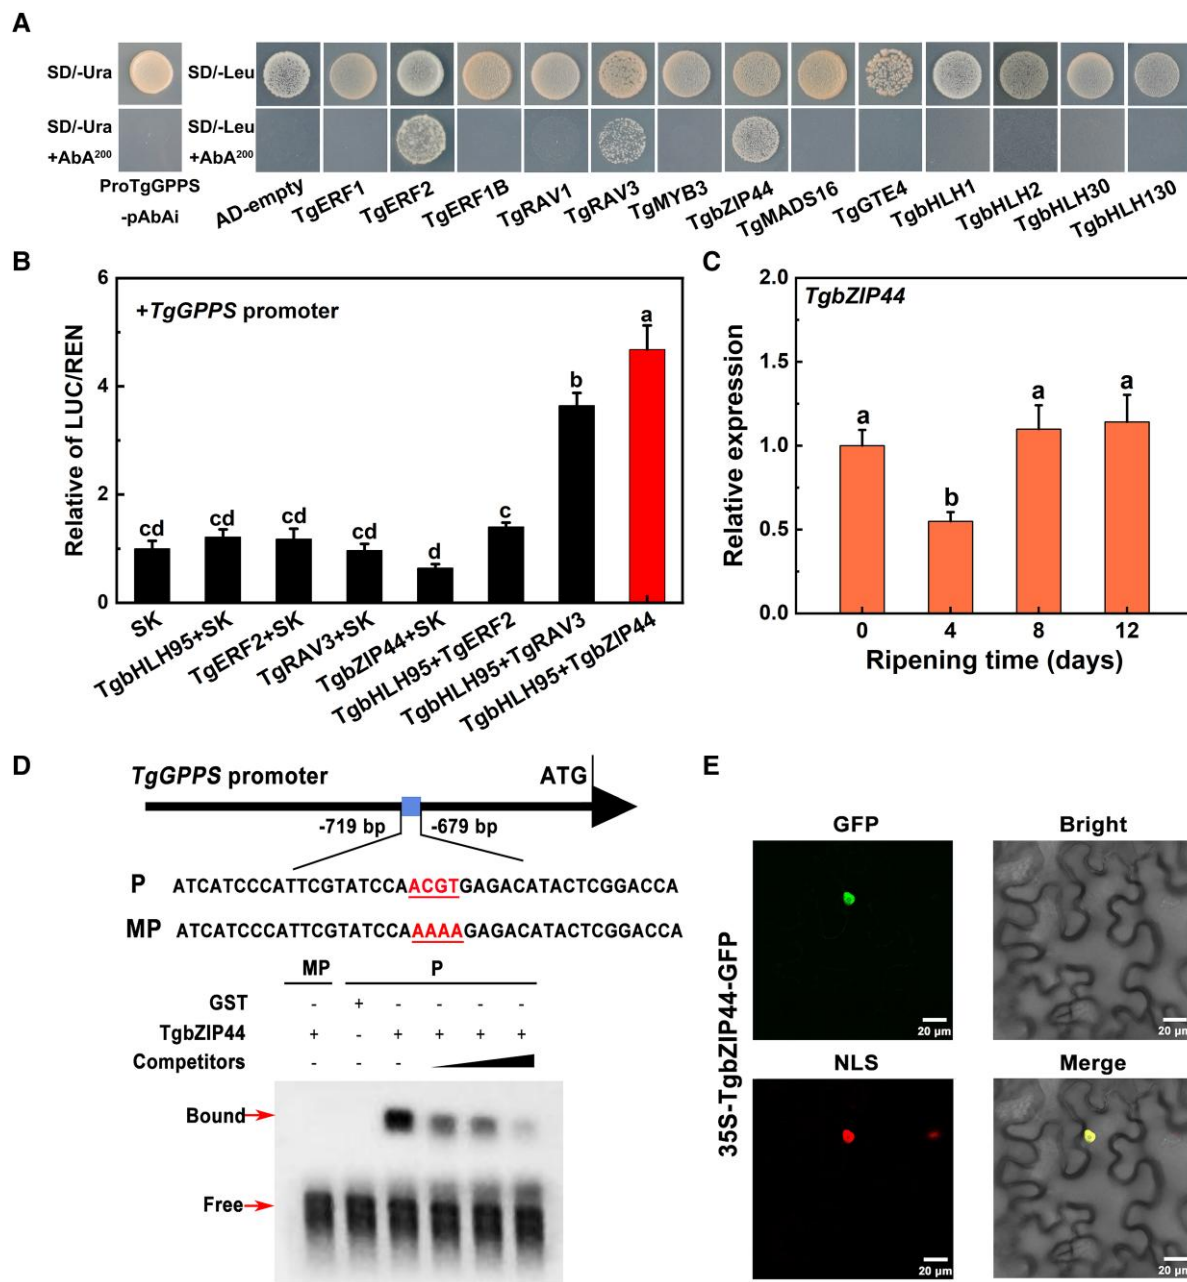 A
SD/-Ura
SD/-Leu
SD/-Ura
+AbA²⁰⁰
SD/-Leu
+AbA²⁰⁰
ProTgGPPS
-pAbAi
AD-empty
TgERF1
TgERF2
TgERF1B
TgRAV1
TgRAV3
TgMYB3
TgbZIP44
TgMADS16
TgGTE4
TgbHLH1
TgbHLH2
TgbHLH30
TgbHLH130
B
Relative of LUC/REN
6
4
2
0
+TgGPPS promoter
cd
cd
cd
cd
d
c
b
a
SK
TgbHLH95+SK
TgERF2+SK
TgRAV3+SK
TgbZIP44+SK
TgbHLH95+TgERF2
TgbHLH95+TgRAV3
TgbHLH95+TgbZIP44
C
Relative expression
2.0
1.5
1.0
0.5
0.0
TgbZIP44
a
b
a
a
0
4
8
12
Ripening time (days)
D
TgGPPS promoter
ATG
-719 bp
-679 bp
P ATCATCCCATTCGTATCCAACGTGAGACATACTCGGACCA
MP ATCATCCCATTCGTATCCAAAAAGAGACATACTCGGACCA
MP P
GST - + - - - -
TgbZIP44 + - + + + +
Competitors - - -
Bound
Free
E
35S-TgbZIP44-GFP
GFP
Bright
20 µm
20 µm
NLS
Merge
20 µm
20 µm